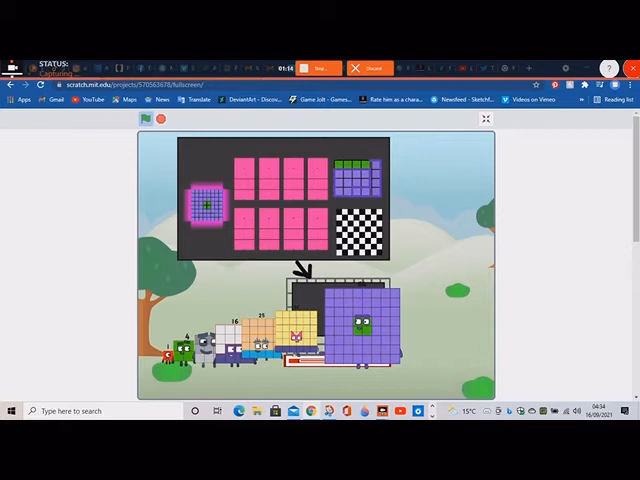 STATUS:
Capturing ...
01:14
Stop...
Discard
scratch.mit.edu/projects/570563678/fullscreen/
Apps
Gmail
YouTube
Maps
News
Translate
DeviantArt - Discov...
Game Jolt - Games...
Rate him as a chara...
Newsfeed - Sketchf...
Videos on Vimeo
Reading list
1
4
16
25
Type here to search
15°C
04:34
16/09/2021